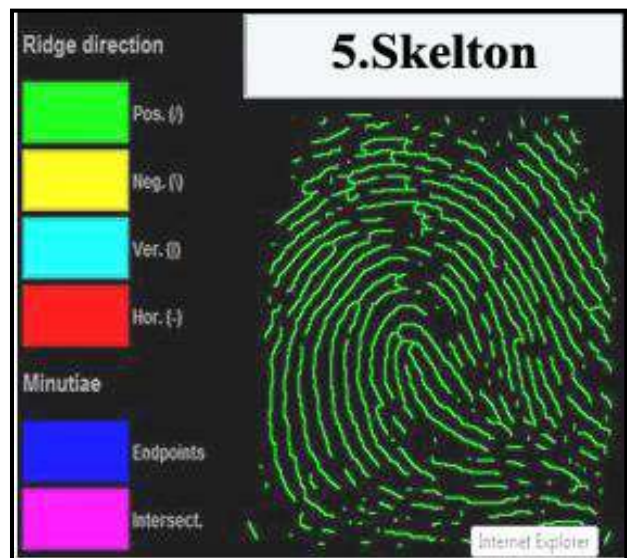 5.Skelton
Ridge direction
Pos. (/)
Neg. (\)
Ver. (|)
Hor. (-)
Minutiae
Endpoints
Intersect.
Internet Explorer